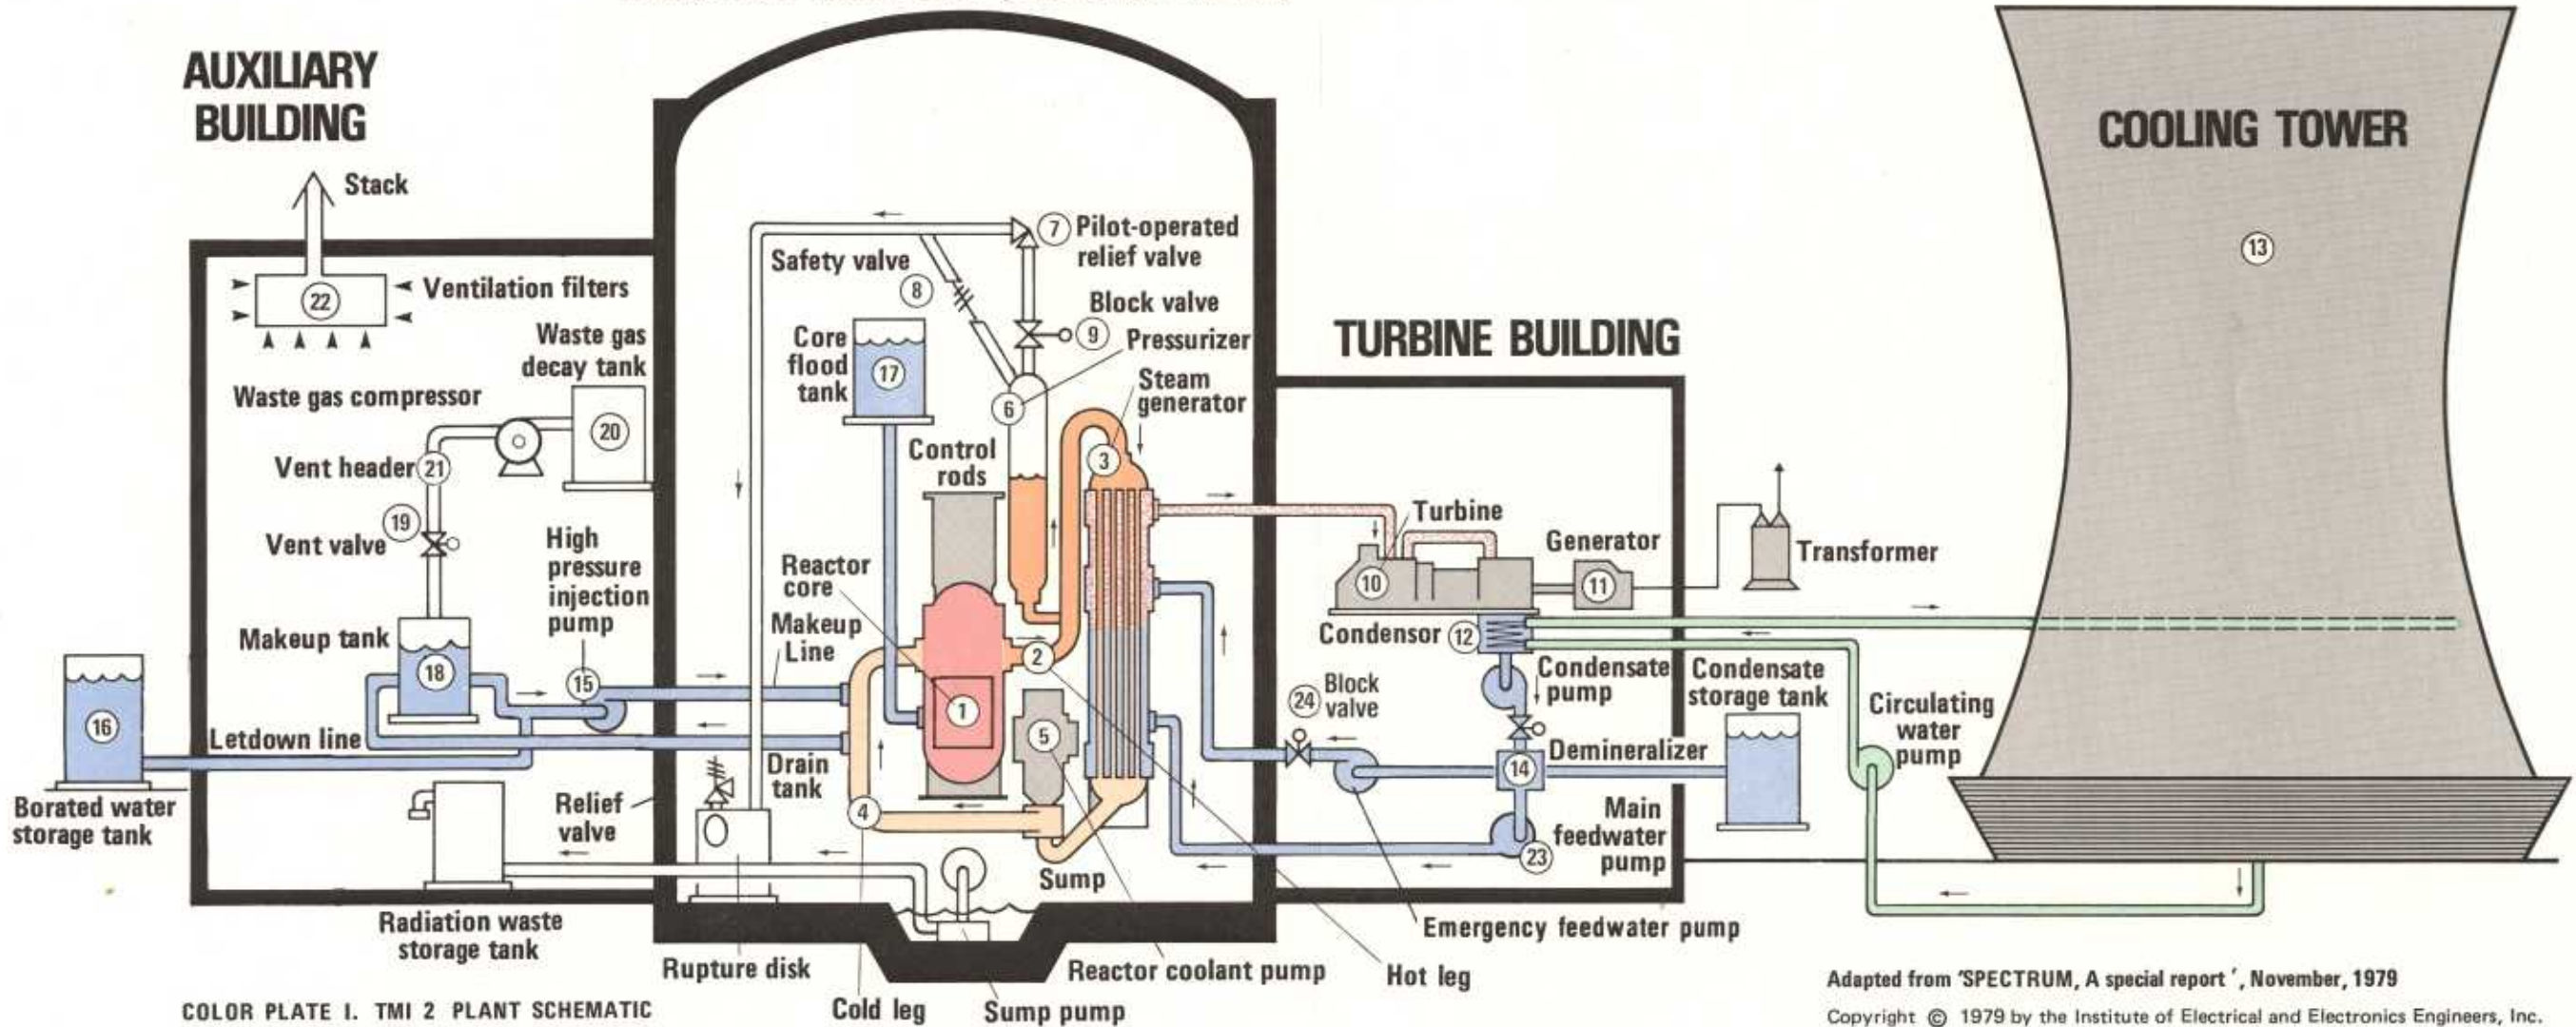 AUXILIARY
BUILDING
Stack
22
Ventilation filters
Waste gas
decay tank
Waste gas compressor
20
Vent header
21
19
Vent valve
High
pressure
injection
pump
Makeup tank
18
15
16
Letdown line
Borated water
storage tank
Relief
valve
Radiation waste
storage tank
7
Pilot-operated
relief valve
Safety valve
8
Block valve
9
Pressurizer
Core
flood
tank
17
6
Steam
generator
Control
rods
3
Reactor
core
Makeup
Line
2
1
5
Drain
tank
4
Sump
Rupture disk
Cold leg
Sump pump
Reactor coolant pump
Hot leg
TURBINE BUILDING
Turbine
10
Generator
11
Transformer
Condensor
12
Condensate
pump
Condensate
storage tank
24
Block
valve
Demineralizer
14
Main
feedwater
pump
23
Emergency feedwater pump
Circulating
water
pump
COOLING TOWER
13
COLOR PLATE I. TMI 2 PLANT SCHEMATIC
Adapted from 'SPECTRUM, A special report', November, 1979
Copyright © 1979 by the Institute of Electrical and Electronics Engineers, Inc.